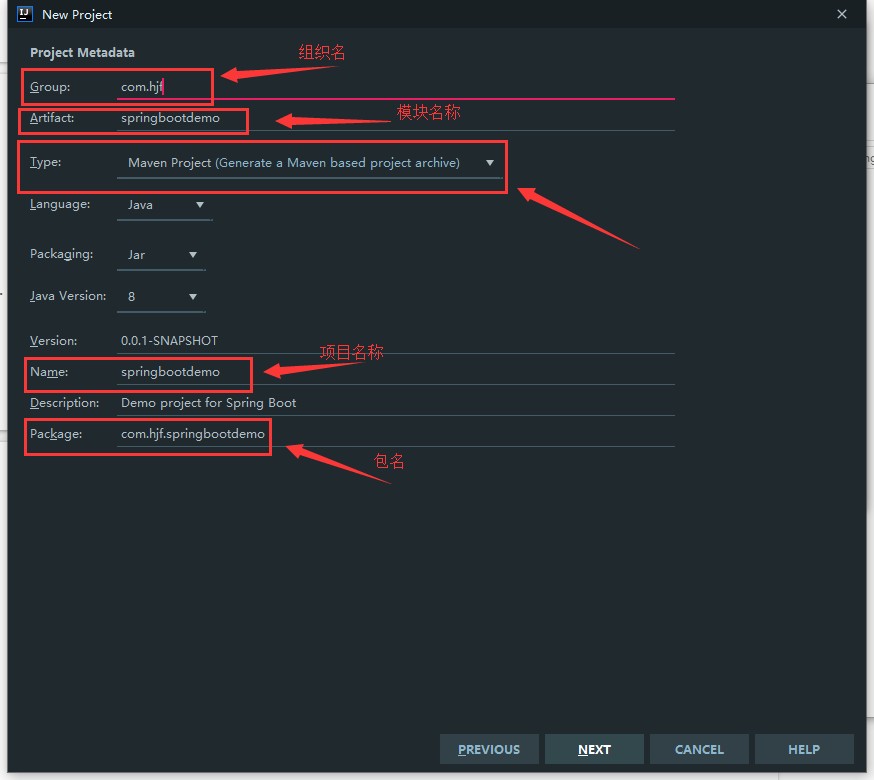 New Project
Project Metadata
组织名
Group: com.hjf
Artifact: springbootdemo
模块名称
Type: Maven Project (Generate a Maven based project archive)
Language: Java
Packaging: Jar
Java Version: 8
Version: 0.0.1-SNAPSHOT
项目名称
Name: springbootdemo
Description: Demo project for Spring Boot
Package: com.hjf.springbootdemo
包名
PREVIOUS NEXT CANCEL HELP